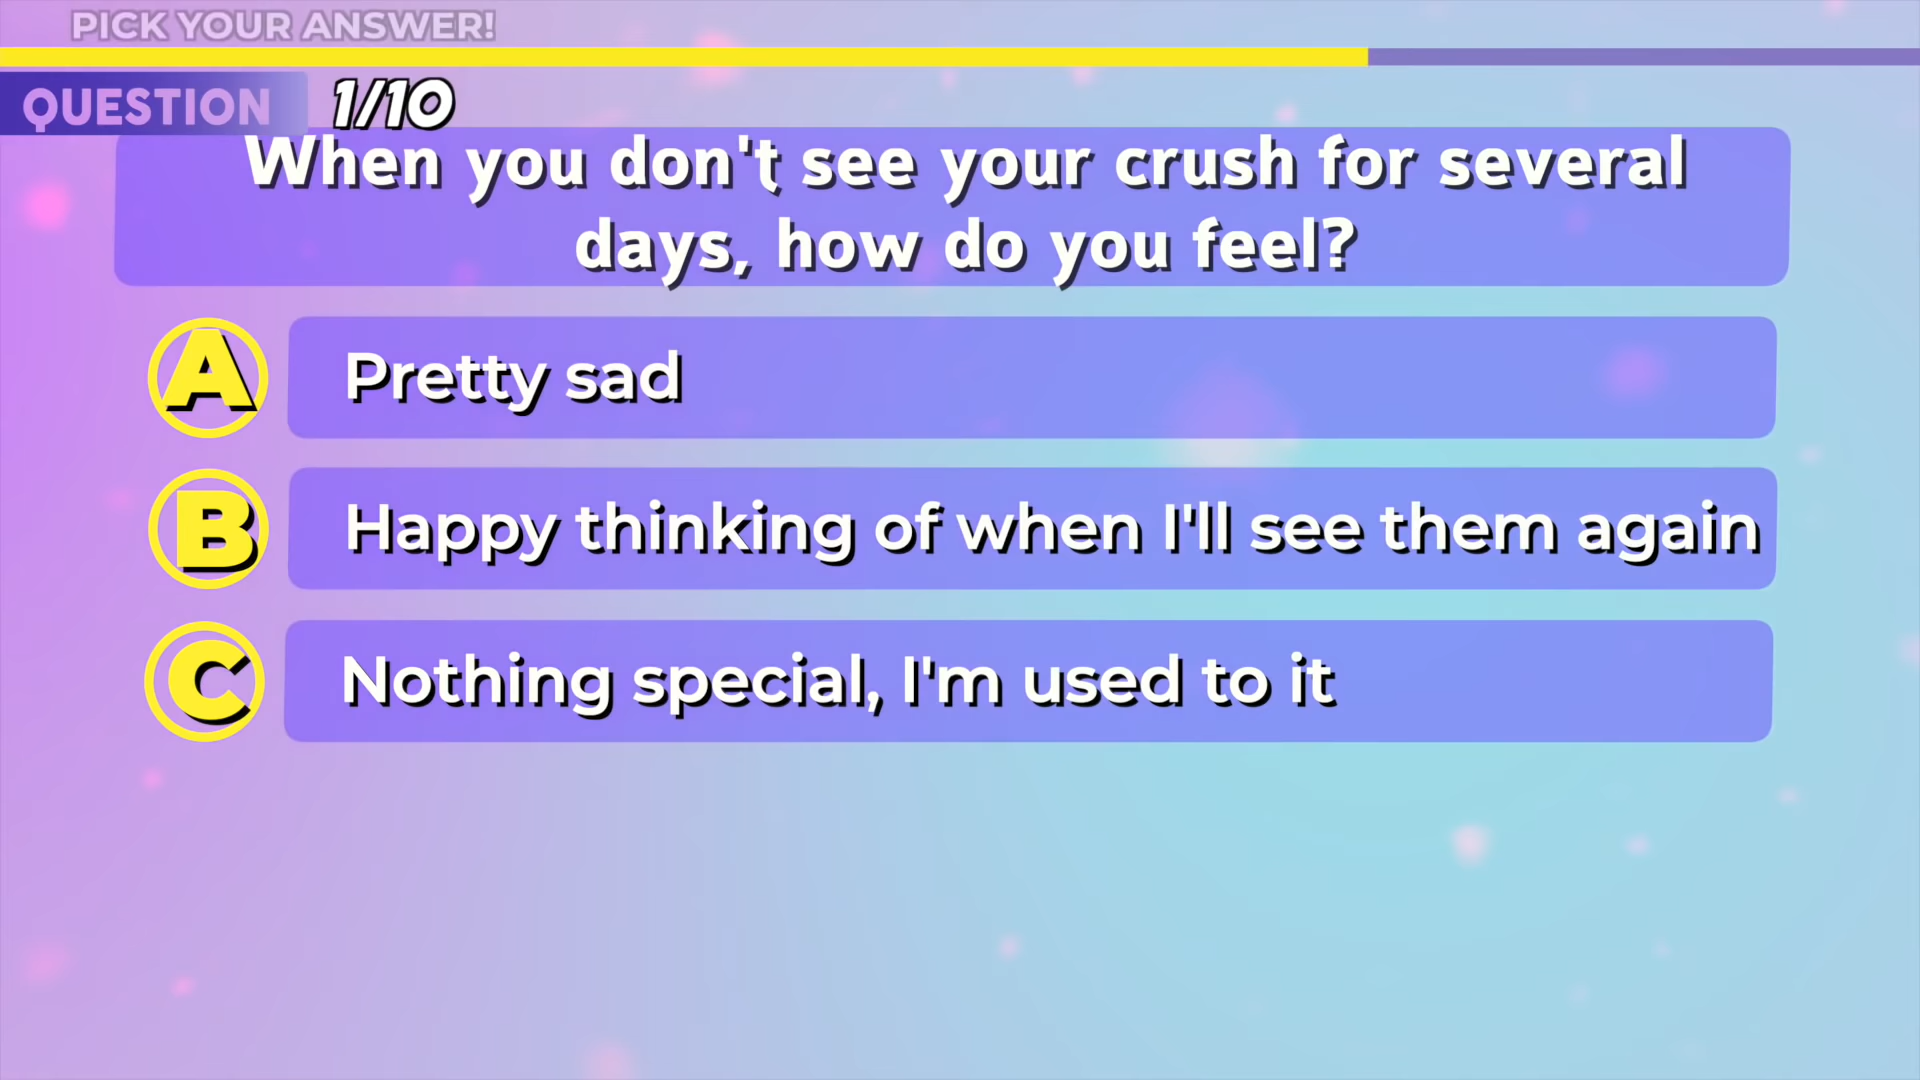 PICK YOUR ANSWER!
QUESTION 1/10
When you don't see your crush for several
days, how do you feel?
A Pretty sad
B Happy thinking of when I'll see them again
C Nothing special, I'm used to it